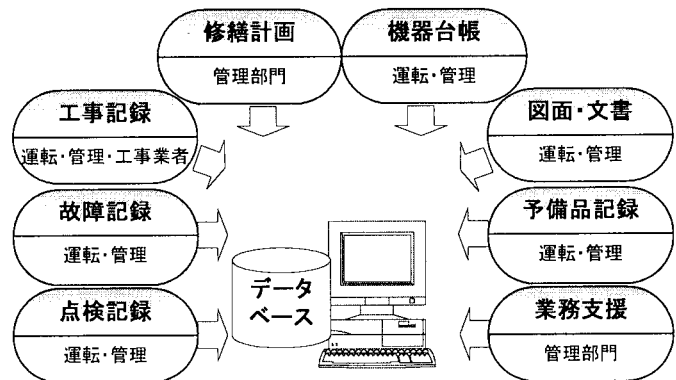 修繕計画
管理部門
機器台帳
運転・管理
工事記録
運転・管理・工事業者
図面・文書
運転・管理
故障記録
運転・管理
予備品記録
運転・管理
点検記録
運転・管理
業務支援
管理部門
データ
ベース